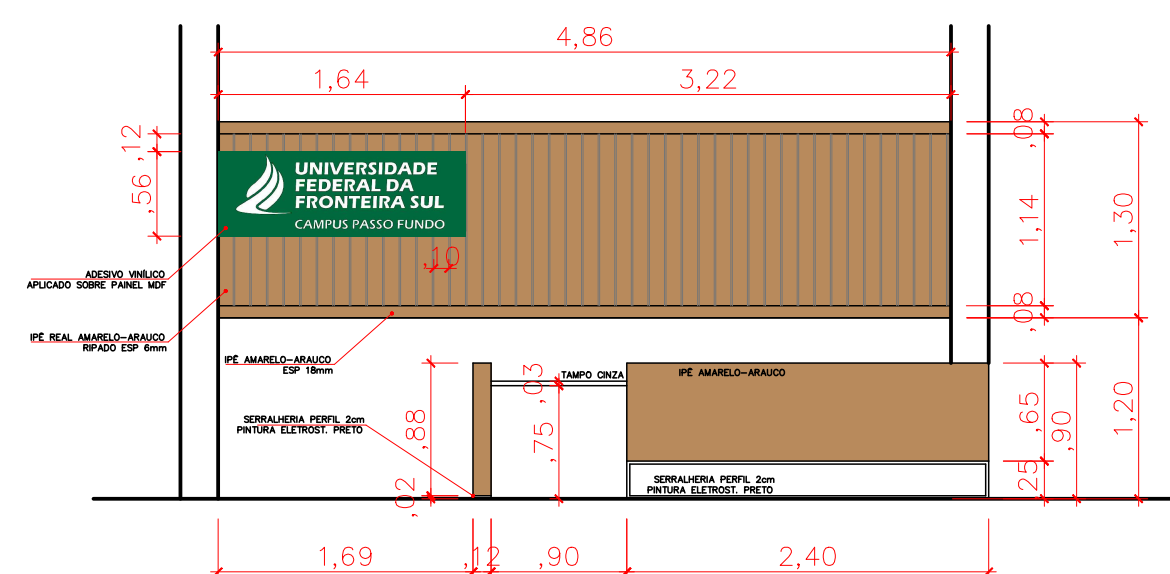 4,86
1,64
3,22
,12
,56
UNIVERSIDADE
FEDERAL DA
FRONTEIRA SUL
CAMPUS PASSO FUNDO
,10
,08
1,14
,08
1,30
1,20
ADESIVO VINÍLICO
APLICADO SOBRE PAINEL MDF
IPÊ REAL AMARELO-ARAUCO
RIPADO ESP 6mm
IPÊ AMARELO-ARAUCO
ESP 18mm
TAMPO CINZA
IPÊ AMARELO-ARAUCO
,03
,88
,75
,65
,90
SERRALHERIA PERFIL 2cm
PINTURA ELETROST. PRETO
,02
SERRALHERIA PERFIL 2cm
PINTURA ELETROST. PRETO
,25
1,69
,12
,90
2,40